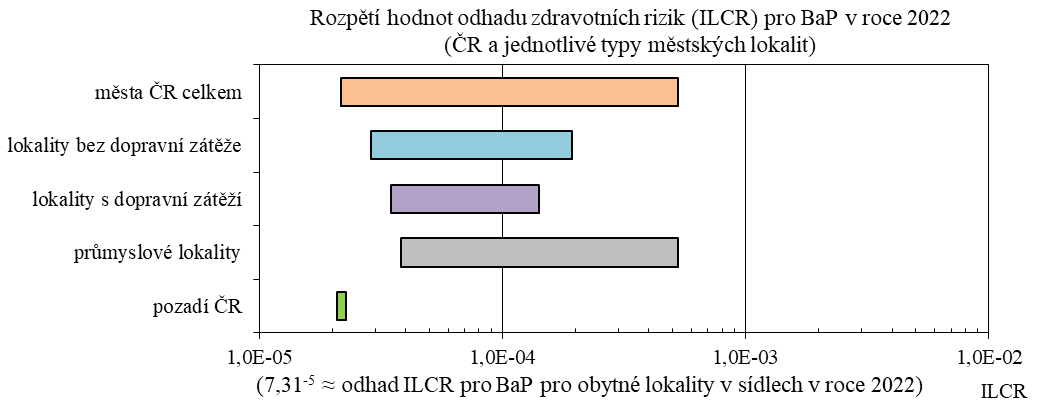 Rozpětí hodnot odhadu zdravotních rizik (ILCR) pro BaP v roce 2022
(ČR a jednotlivé typy městských lokalit)
města ČR celkem
lokality bez dopravní zátěže
lokality s dopravní zátěží
průmyslové lokality
pozadí ČR
1,0E-05 1,0E-04 1,0E-03 1,0E-02
(7,31⁻⁵ ≈ odhad ILCR pro BaP pro obytné lokality v sídlech v roce 2022)
ILCR